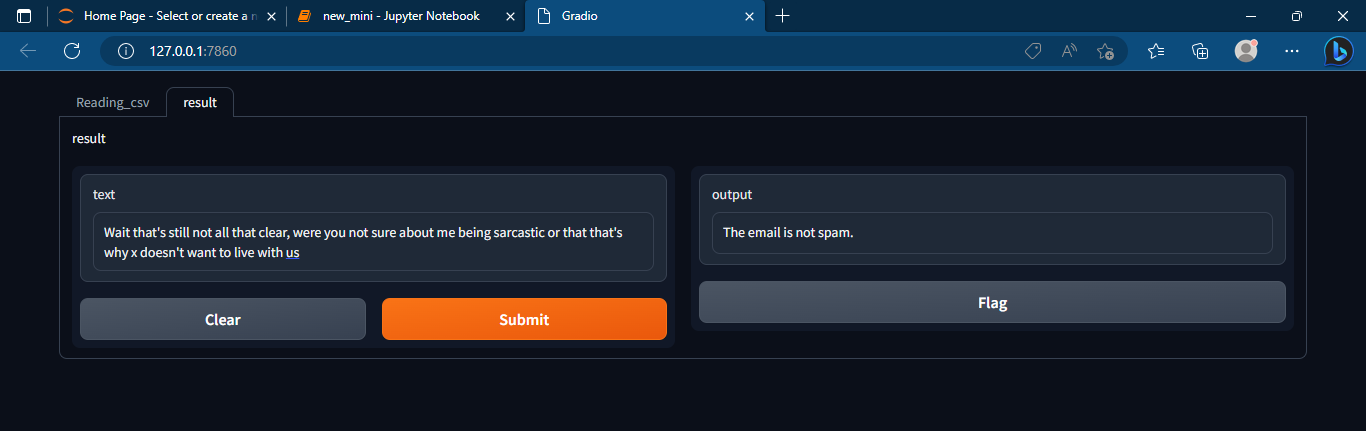 Home Page - Select or create a n
new_mini - Jupyter Notebook
Gradio
127.0.0.1:7860
Reading_csv
result
result
text
Wait that's still not all that clear, were you not sure about me being sarcastic or that that's
why x doesn't want to live with us
Clear
Submit
output
The email is not spam.
Flag